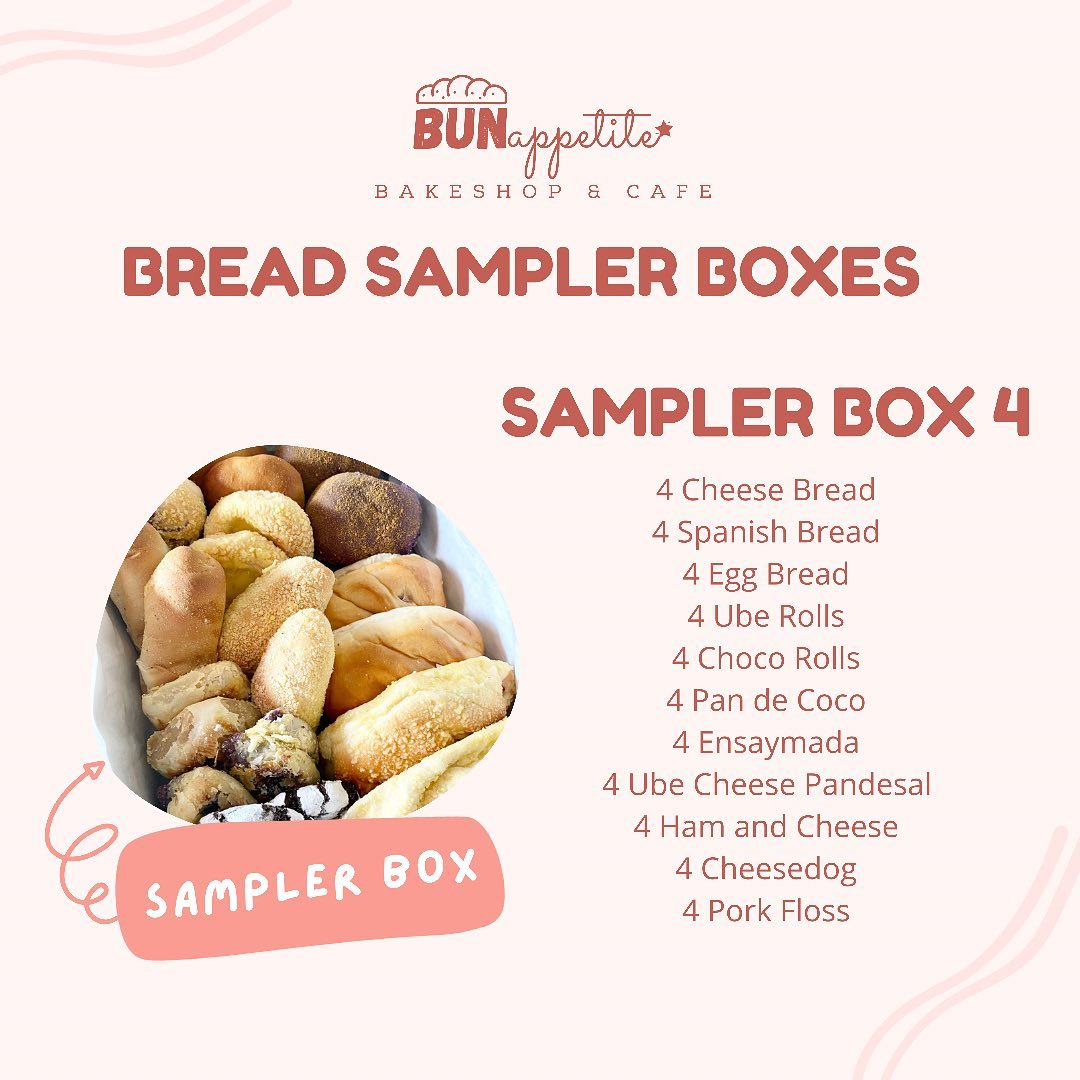 BUNappetite
BAKESHOP & CAFE
BREAD SAMPLER BOXES
SAMPLER BOX 4
4 Cheese Bread
4 Spanish Bread
4 Egg Bread
4 Ube Rolls
4 Choco Rolls
4 Pan de Coco
4 Ensaymada
4 Ube Cheese Pandesal
4 Ham and Cheese
4 Cheesedog
4 Pork Floss
SAMPLER BOX